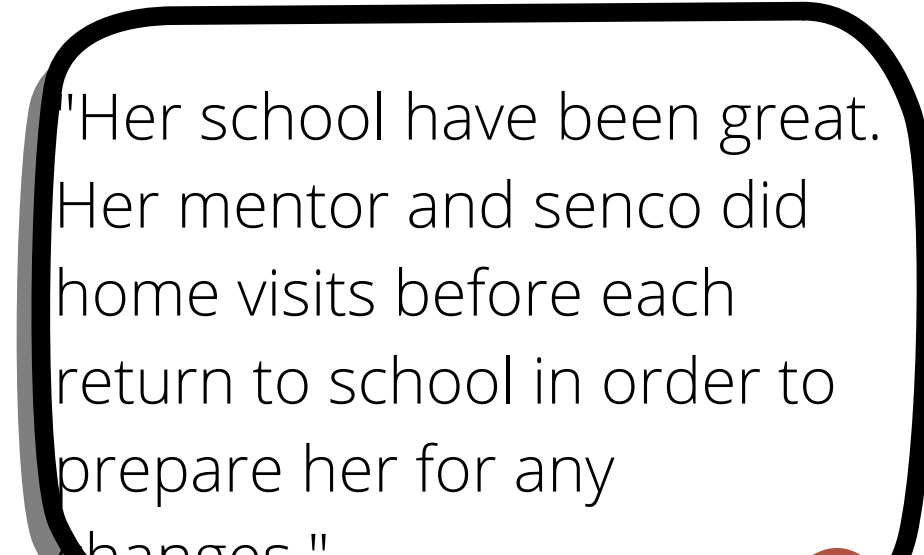 "Her school have been great.
Her mentor and senco did
home visits before each
return to school in order to
prepare her for any
changes."